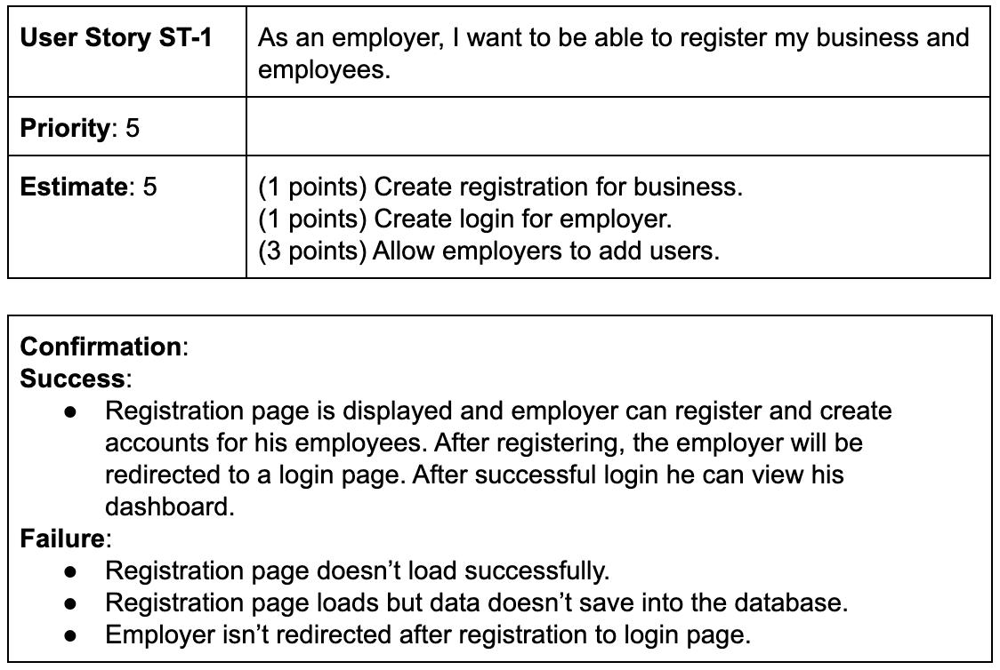 User Story ST-1
As an employer, I want to be able to register my business and
employees.
Priority: 5
Estimate: 5
(1 points) Create registration for business.
(1 points) Create login for employer.
(3 points) Allow employers to add users.
Confirmation:
Success:
● Registration page is displayed and employer can register and create
accounts for his employees. After registering, the employer will be
redirected to a login page. After successful login he can view his
dashboard.
Failure:
● Registration page doesn’t load successfully.
● Registration page loads but data doesn’t save into the database.
● Employer isn’t redirected after registration to login page.